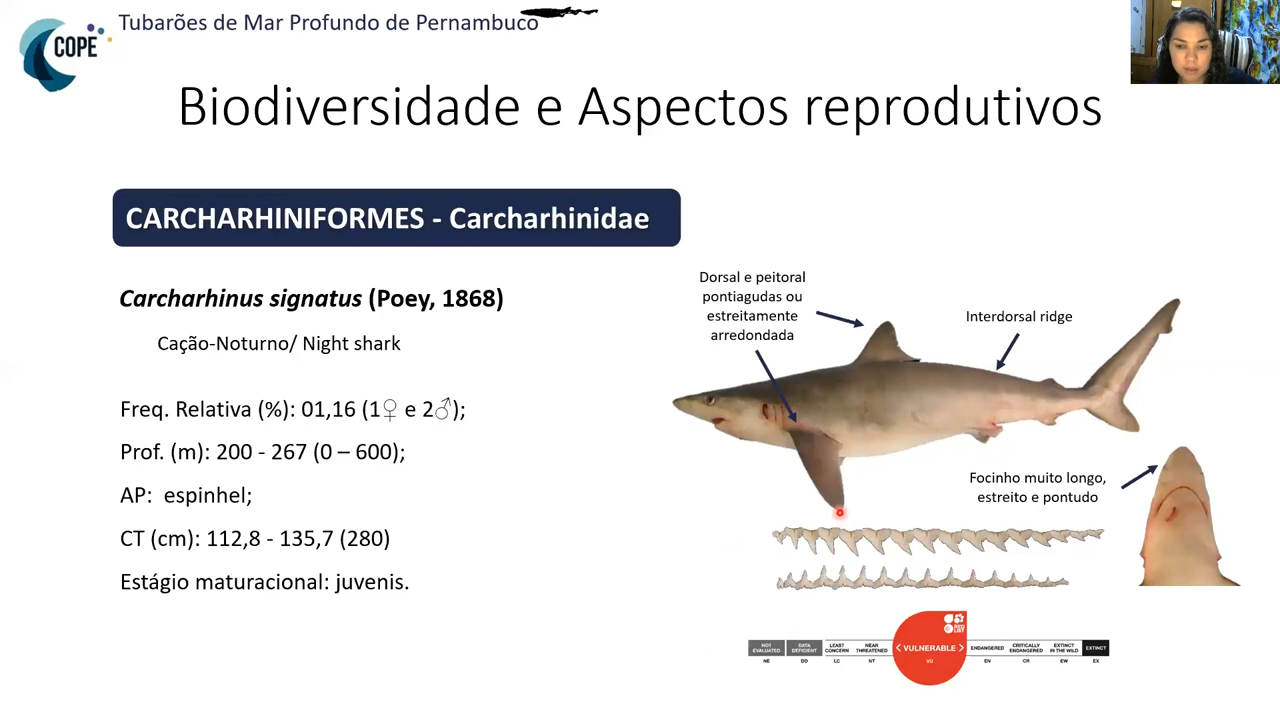 COPE
Tubarões de Mar Profundo de Pernambuco
Biodiversidade e Aspectos reprodutivos
CARCHARHINIFORMES - Carcharhinidae
Carcharhinus signatus (Poey, 1868)
Cação-Noturno/ Night shark
Freq. Relativa (%): 01,16 (1♀ e 2♂);
Prof. (m): 200 - 267 (0 – 600);
AP: espinhel;
CT (cm): 112,8 - 135,7 (280)
Estágio maturacional: juvenis.
Dorsal e peitoral
pontiagudas ou
estreitamente
arredondada
Interdorsal ridge
Focinho muito longo,
estreito e pontudo
NOT
EVALUATED
NE
DATA
DEFICIENT
DD
LEAST
CONCERN
LC
NEAR
THREATENED
NT
< VULNERABLE >
VU
ENDANGERED
EN
CRITICALLY
ENDANGERED
CR
EXTINCT
IN THE WILD
EW
EXTINCT
EX